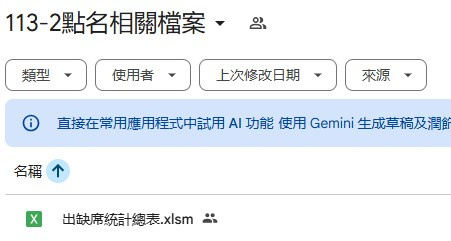 113-2點名相關檔案
類型 使用者 上次修改日期 來源
直接在常用應用程式中試用 AI 功能 使用 Gemini 生成草稿及潤
名稱
出缺席統計總表.xlsm